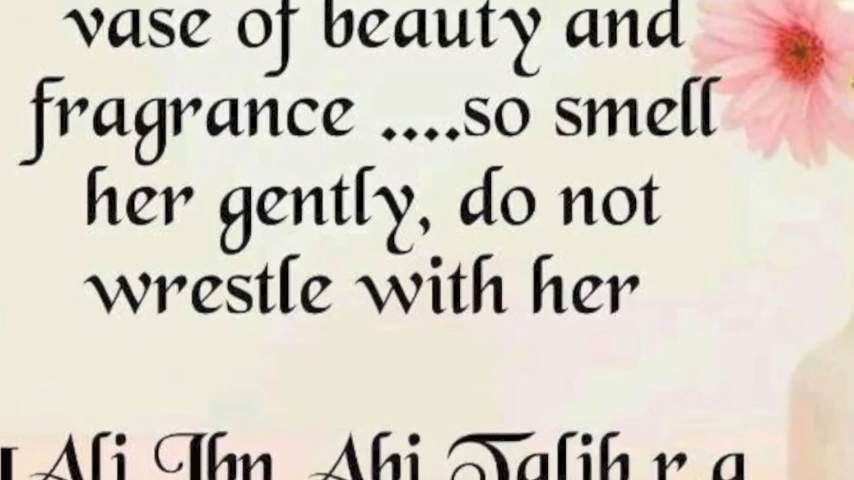 vase of beauty and
fragrance ....so smell
her gently, do not
wrestle with her
Ali Ibn Abi Talib r.a